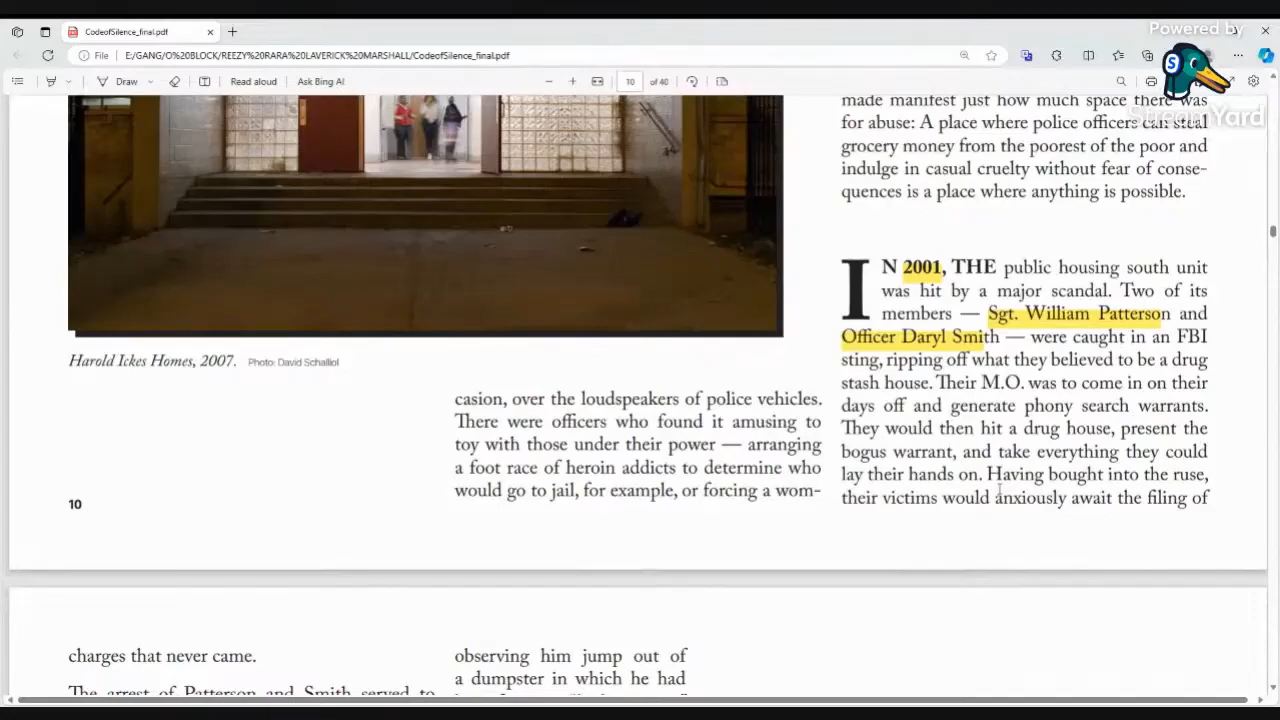 Powered by
StreamYard
CodeofSilence_final.pdf
File
E:/GANG/O%20BLOCK/REEZY%20RARA%20LAVERICK%20MARSHALL/CodeofSilence_final.pdf
Draw
Read aloud
Ask Bing AI
10 of 40
Harold Ickes Homes, 2007. Photo: David Schalliol
10
casion, over the loudspeakers of police vehicles.
There were officers who found it amusing to
toy with those under their power — arranging
a foot race of heroin addicts to determine who
would go to jail, for example, or forcing a wom-
made manifest just how much space there was
for abuse: A place where police officers can steal
grocery money from the poorest of the poor and
indulge in casual cruelty without fear of conse-
quences is a place where anything is possible.
IN 2001, THE public housing south unit
was hit by a major scandal. Two of its
members — Sgt. William Patterson and
Officer Daryl Smith — were caught in an FBI
sting, ripping off what they believed to be a drug
stash house. Their M.O. was to come in on their
days off and generate phony search warrants.
They would then hit a drug house, present the
bogus warrant, and take everything they could
lay their hands on. Having bought into the ruse,
their victims would anxiously await the filing of
charges that never came.
The arrest of Patterson and Smith served to
observing him jump out of
a dumpster in which he had